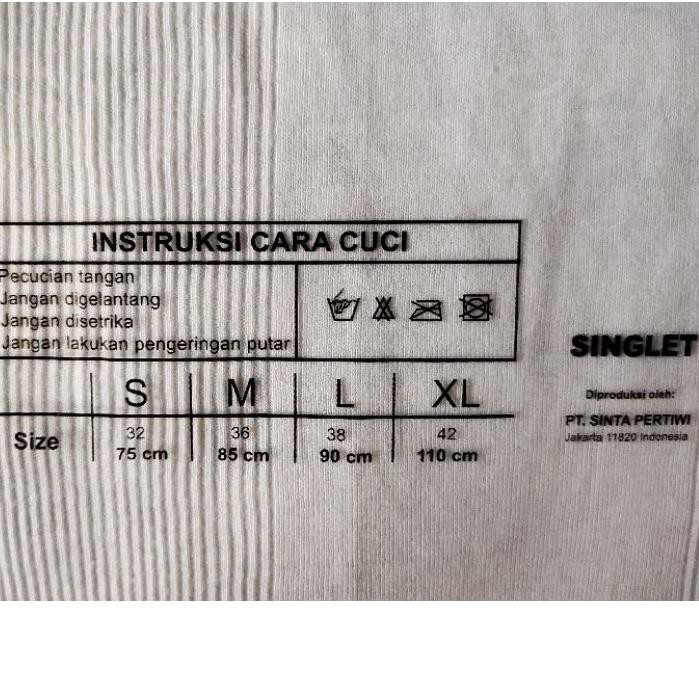 INSTRUKSI CARA CUCI
Pecucian tangan
Jangan digelantang
Jangan disetrika
Jangan lakukan pengeringan putar
S M L XL
Size 32 36 38 42
75 cm 85 cm 90 cm 110 cm
SINGLET
Diproduksi oleh:
PT. SINTA PERTIWI
Jakarta 11820 Indonesia